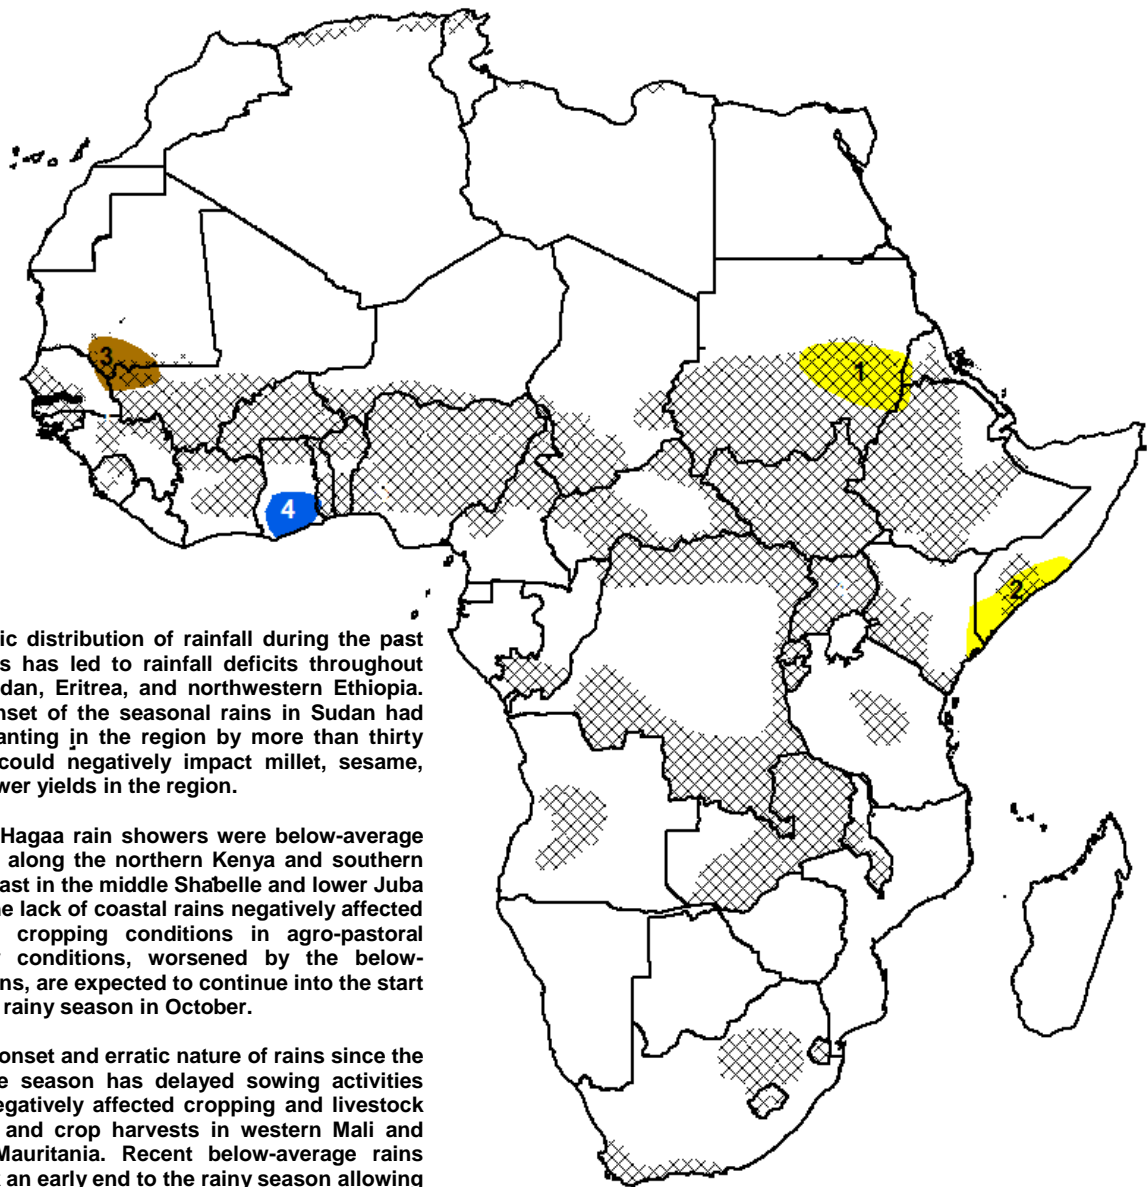 3
1
4
2
ic distribution of rainfall during the past
s has led to rainfall deficits throughout
dan, Eritrea, and northwestern Ethiopia.
nset of the seasonal rains in Sudan had
anting in the region by more than thirty
could negatively impact millet, sesame,
wer yields in the region.
Hagaa rain showers were below-average
along the northern Kenya and southern
ast in the middle Shabelle and lower Juba
ne lack of coastal rains negatively affected
cropping conditions in agro-pastoral
conditions, worsened by the below-
ns, are expected to continue into the start
rainy season in October.
onset and erratic nature of rains since the
e season has delayed sowing activities
egatively affected cropping and livestock
and crop harvests in western Mali and
Mauritania. Recent below-average rains
an early end to the rainy season allowing